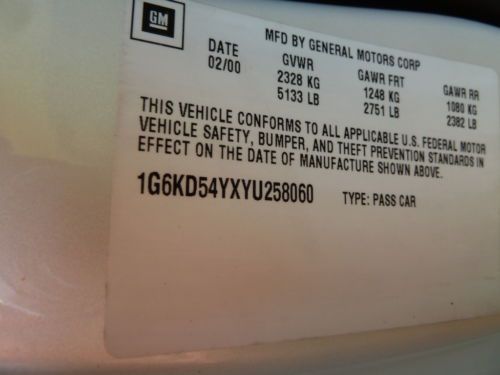 GM
MFD BY GENERAL MOTORS CORP
DATE GVWR GAWR FRT GAWR RR
02/00 2328 KG 1248 KG 1080 KG
5133 LB 2751 LB 2382 LB
THIS VEHICLE CONFORMS TO ALL APPLICABLE U.S. FEDERAL MOTOR
VEHICLE SAFETY, BUMPER, AND THEFT PREVENTION STANDARDS IN
EFFECT ON THE DATE OF MANUFACTURE SHOWN ABOVE.
1G6KD54YXYU258060 TYPE: PASS CAR